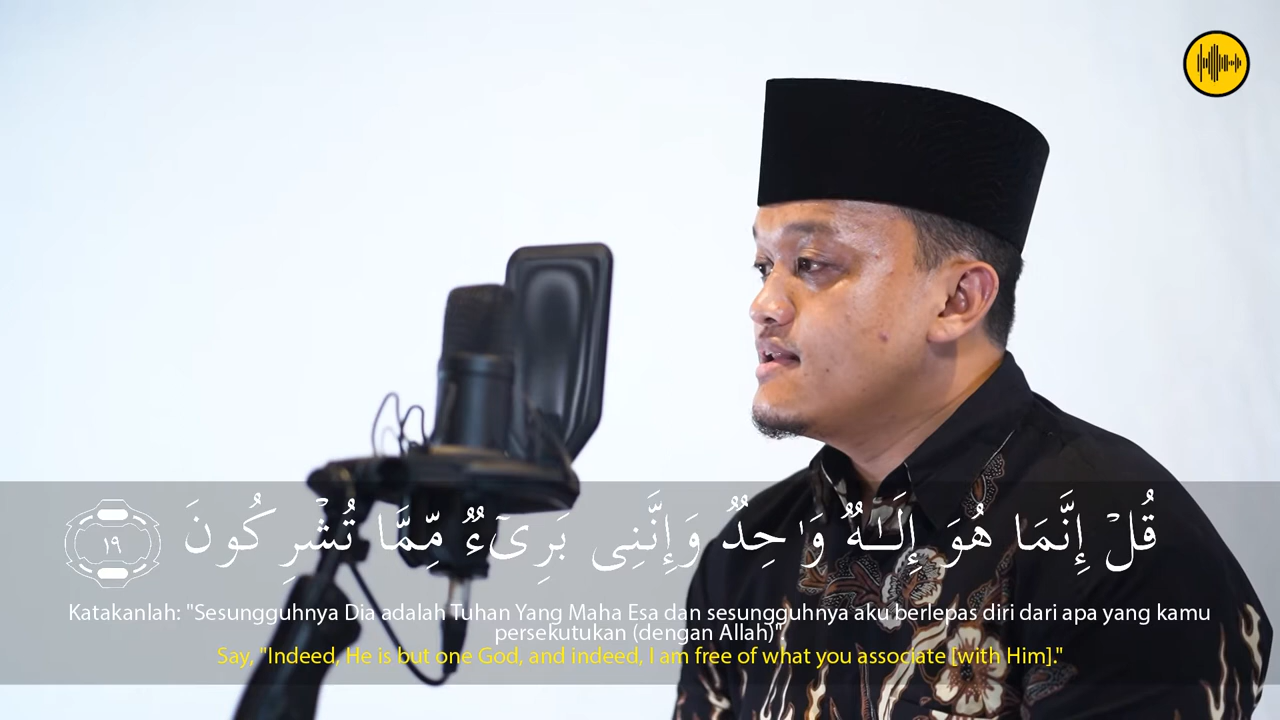 قُلْ إِنَّمَا هُوَ إِلَـٰهٌ وَٰحِدٌ وَإِنَّنِى بَرِىٓءٌ مِّمَّا تُشْرِكُونَ ١٩
Katakanlah: "Sesungguhnya Dia adalah Tuhan Yang Maha Esa dan sesungguhnya aku berlepas diri dari apa yang kamu
persekutukan (dengan Allah)".
Say, "Indeed, He is but one God, and indeed, I am free of what you associate [with Him]."